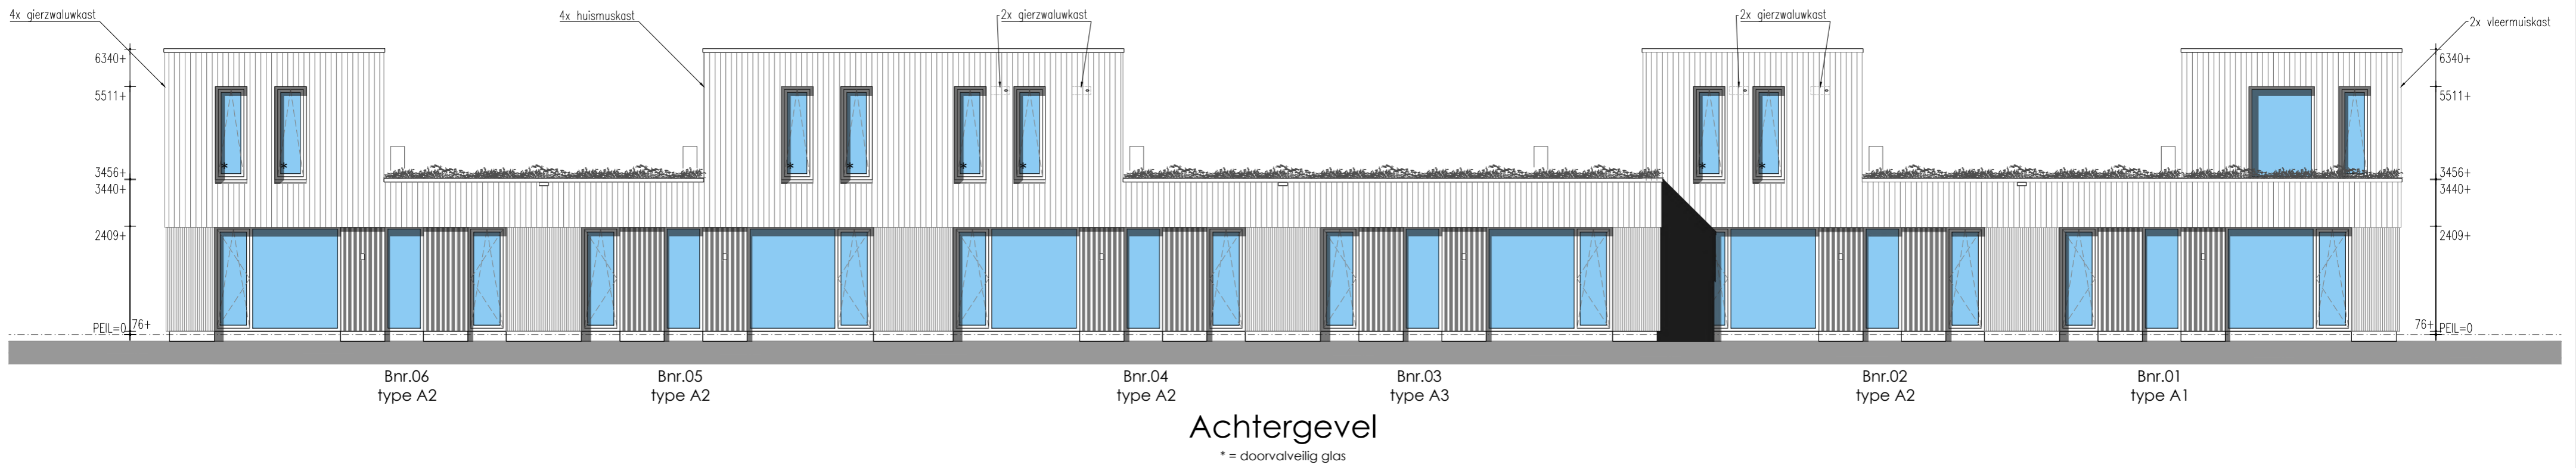 4x gierzwaluwkast
4x huismuskast
2x gierzwaluwkast
2x gierzwaluwkast
2x vleermuiskast
6340+
5511+
3456+
3440+
2409+
PEIL=0
76+
6340+
5511+
3456+
3440+
2409+
76+
PEIL=0
* * * * * * * *
Bnr.06
type A2
Bnr.05
type A2
Bnr.04
type A2
Bnr.03
type A3
Bnr.02
type A2
Bnr.01
type A1
Achtergevel
* = doorvalveilig glas